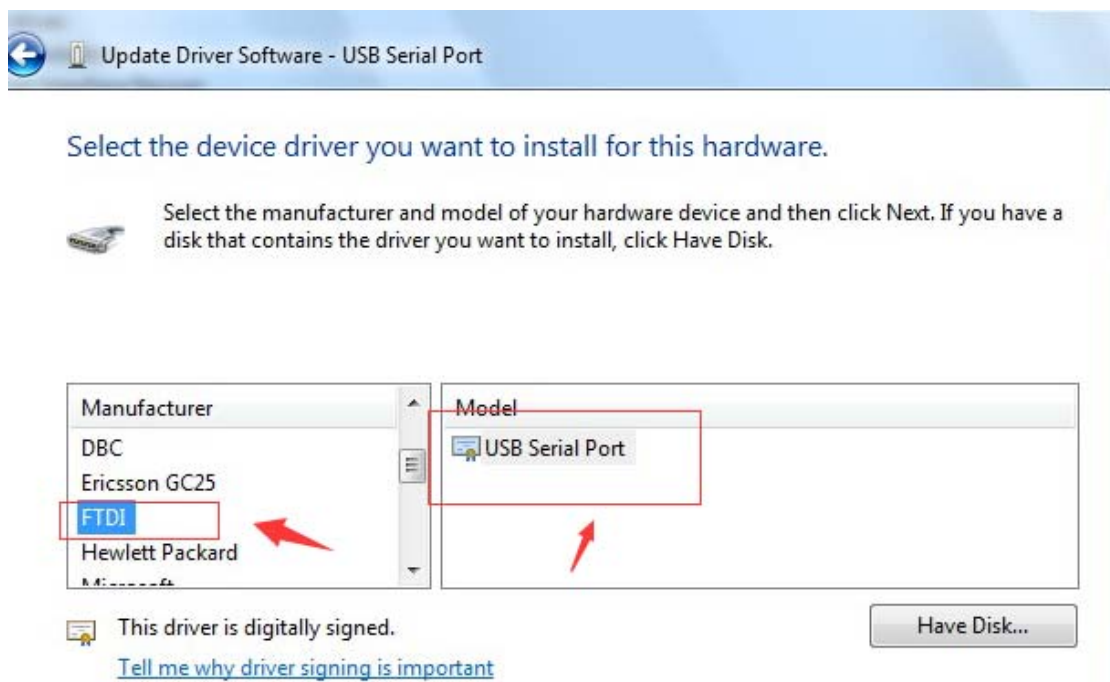 Update Driver Software - USB Serial Port
Select the device driver you want to install for this hardware.
Select the manufacturer and model of your hardware device and then click Next. If you have a
disk that contains the driver you want to install, click Have Disk.
Manufacturer
DBC
Ericsson GC25
FTDI
Hewlett Packard
Microsoft
Model
USB Serial Port
This driver is digitally signed.
Have Disk...
Tell me why driver signing is important